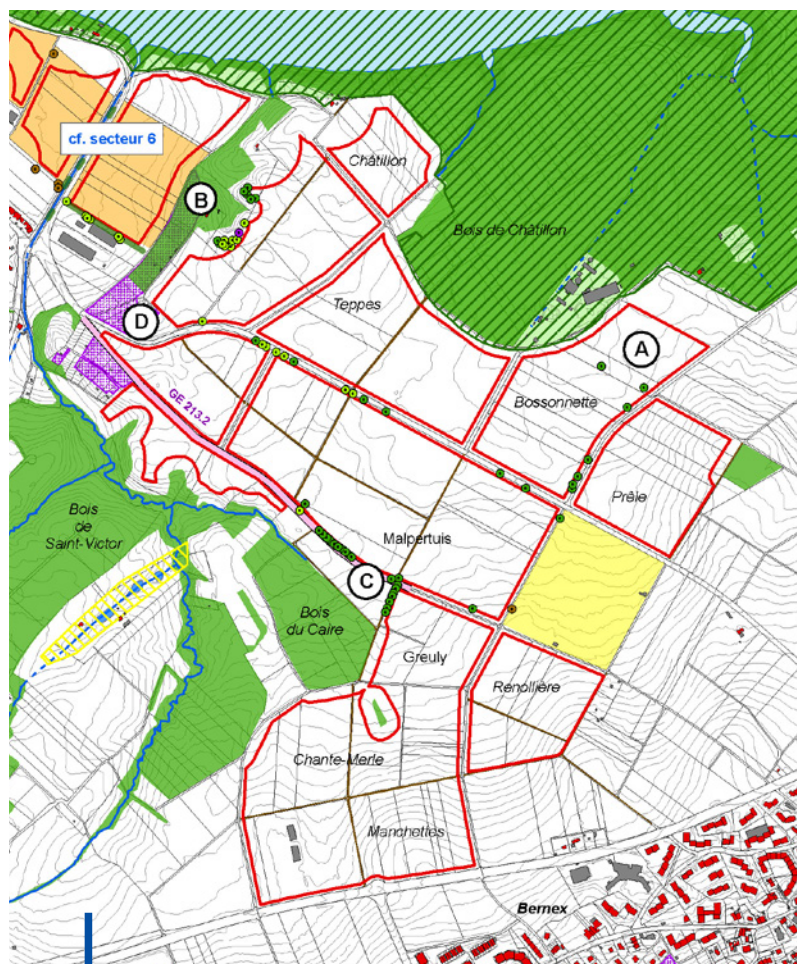 cf. secteur 6
Châtillon
B
Bois de Châtillon
Teppes
D
A
GE 213.2
Bossonnette
Prêle
Bois
de
Saint-Victor
Malpertuis
C
Bois
du Caire
Greuly
Renollière
Chante-Merle
Manchettes
Bernex